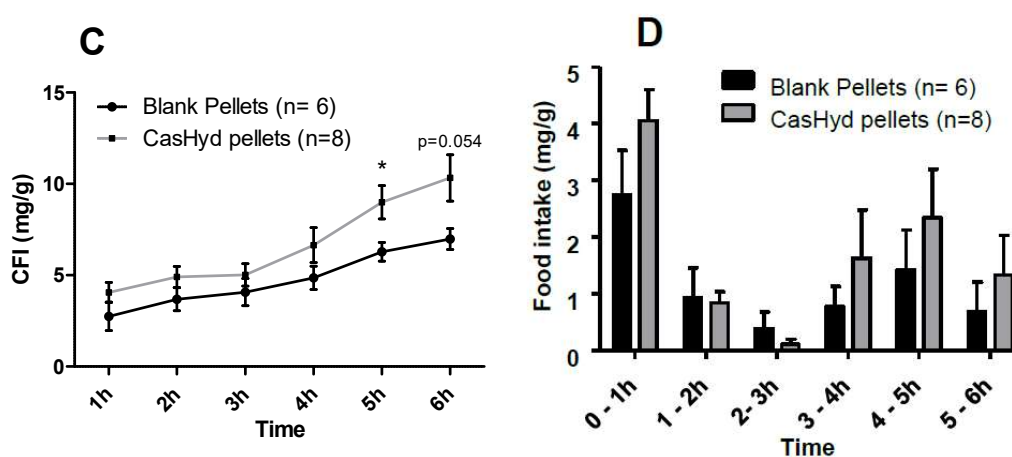 C
15
10
5
0
CFI (mg/g)
Blank Pellets (n= 6)
CasHyd pellets (n=8)
*
p=0.054
1h
2h
3h
4h
5h
6h
Time
D
5
4
3
2
1
0
Food intake (mg/g)
Blank Pellets (n= 6)
CasHyd pellets (n=8)
0 - 1h
1 - 2h
2- 3h
3 - 4h
4 - 5h
5 - 6h
Time